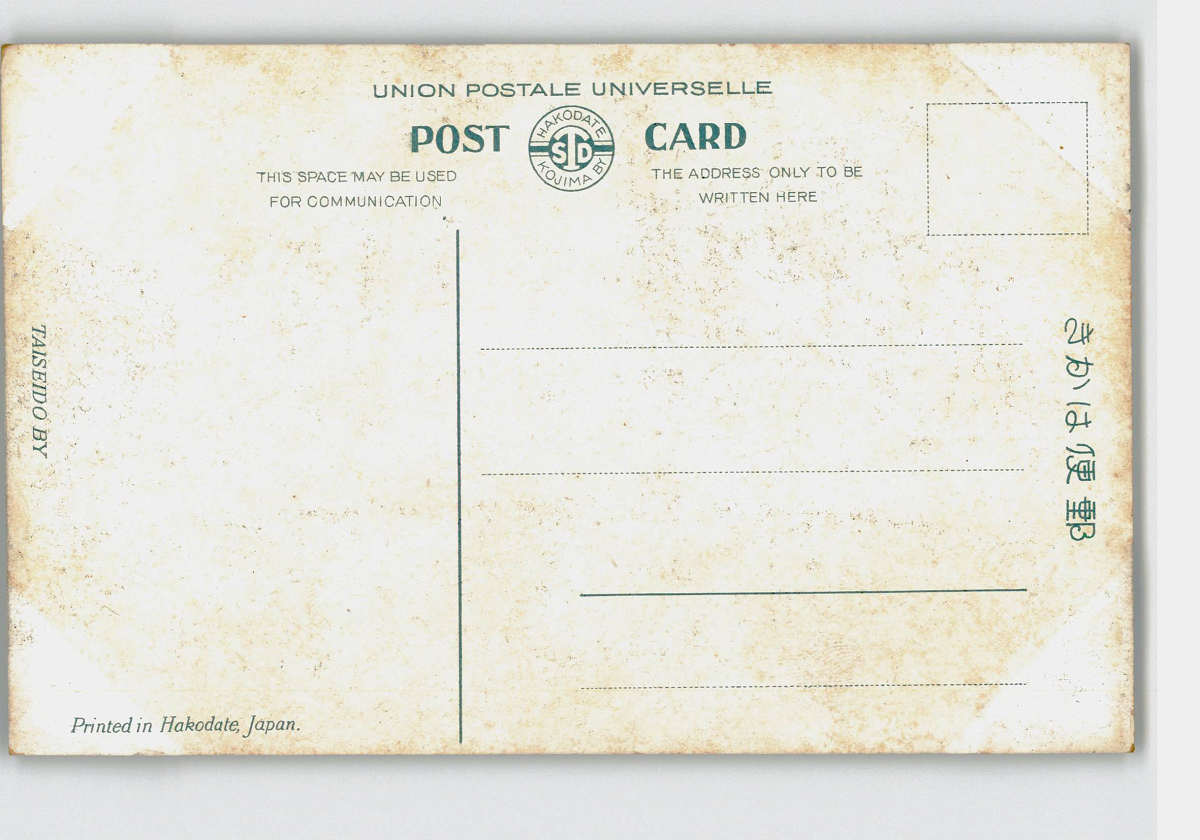 UNION POSTALE UNIVERSELLE
POST CARD
HAKODATE
STD
KOJIMA BY
THIS SPACE MAY BE USED
FOR COMMUNICATION
THE ADDRESS ONLY TO BE
WRITTEN HERE
TAISEIDO BY
きかは便郵
Printed in Hakodate, Japan.